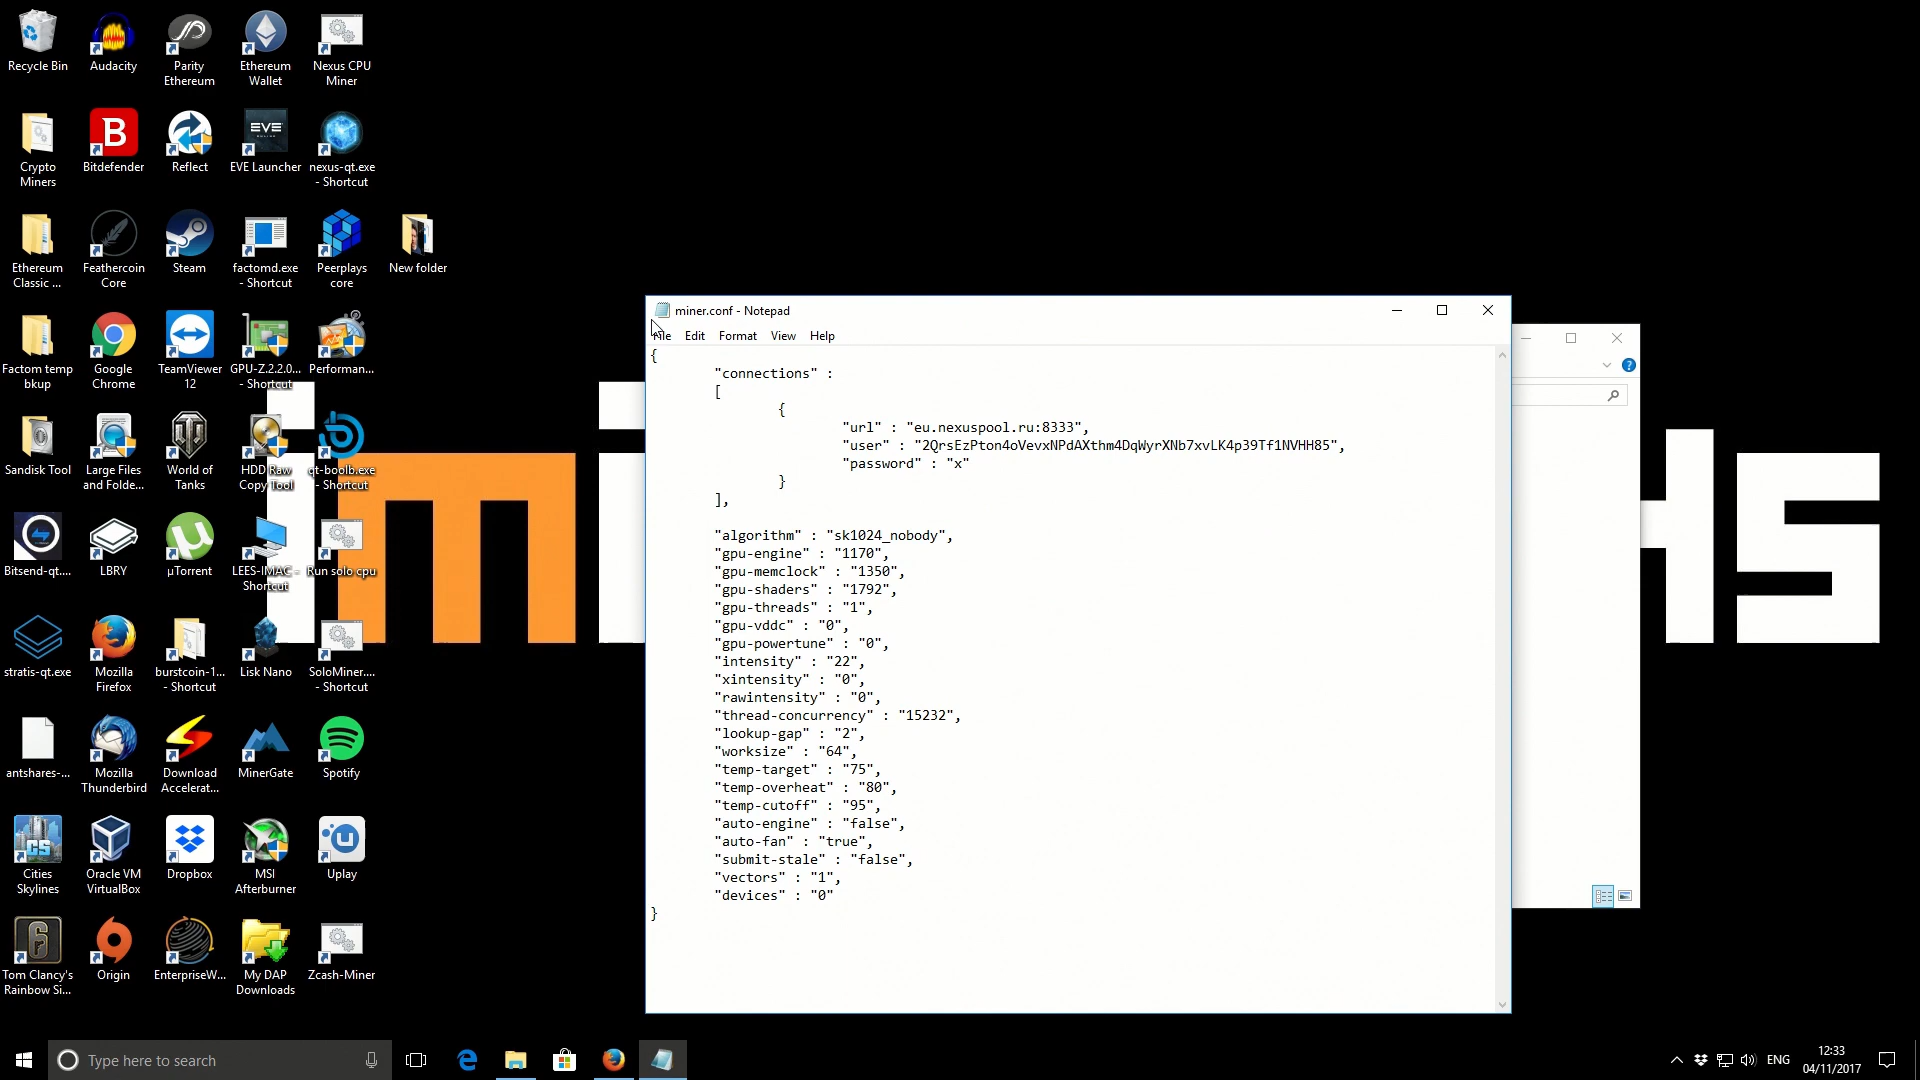 Recycle Bin
Audacity
Parity
Ethereum
Ethereum
Wallet
Nexus CPU
Miner
Crypto
Miners
B
Bitdefender
Reflect
EVE
EVE Launcher
nexus-qt.exe
- Shortcut
Ethereum
Classic ...
Feathercoin
Core
Steam
factomd.exe
- Shortcut
Peerplays
core
New folder
Factom temp
bkup
Google
Chrome
TeamViewer
12
GPU-Z.2.2.0...
- Shortcut
Performan...
Sandisk Tool
Large Files
and Folde...
World of
Tanks
HDD Raw
Copy Tool
qt-boolb.exe
- Shortcut
Bitsend-qt....
LBRY
µTorrent
LEES-IMAC -
Shortcut
Run solo cpu
stratis-qt.exe
Mozilla
Firefox
burstcoin-1...
- Shortcut
Lisk Nano
SoloMiner....
- Shortcut
antshares-...
Mozilla
Thunderbird
Download
Accelerat...
MinerGate
Spotify
CS
Cities
Skylines
Oracle VM
VirtualBox
Dropbox
MSI
Afterburner
Uplay
6
Tom Clancy's
Rainbow Si...
Origin
EnterpriseW...
My DAP
Downloads
Zcash-Miner
miner.conf - Notepad
File Edit Format View Help
{
"connections" :
[
{
"url" : "eu.nexuspool.ru:8333",
"user" : "2QrsEzPton4oVevxNPdAXthm4DqWyrXNb7xvLK4p39Tf1NVHH85",
"password" : "x"
}
],
"algorithm" : "sk1024_nobody",
"gpu-engine" : "1170",
"gpu-memclock" : "1350",
"gpu-shaders" : "1792",
"gpu-threads" : "1",
"gpu-vddc" : "0",
"gpu-powertune" : "0",
"intensity" : "22",
"xintensity" : "0",
"rawintensity" : "0",
"thread-concurrency" : "15232",
"lookup-gap" : "2",
"worksize" : "64",
"temp-target" : "75",
"temp-overheat" : "80",
"temp-cutoff" : "95",
"auto-engine" : "false",
"auto-fan" : "true",
"submit-stale" : "false",
"vectors" : "1",
"devices" : "0"
}
Type here to search
ENG
12:33
04/11/2017